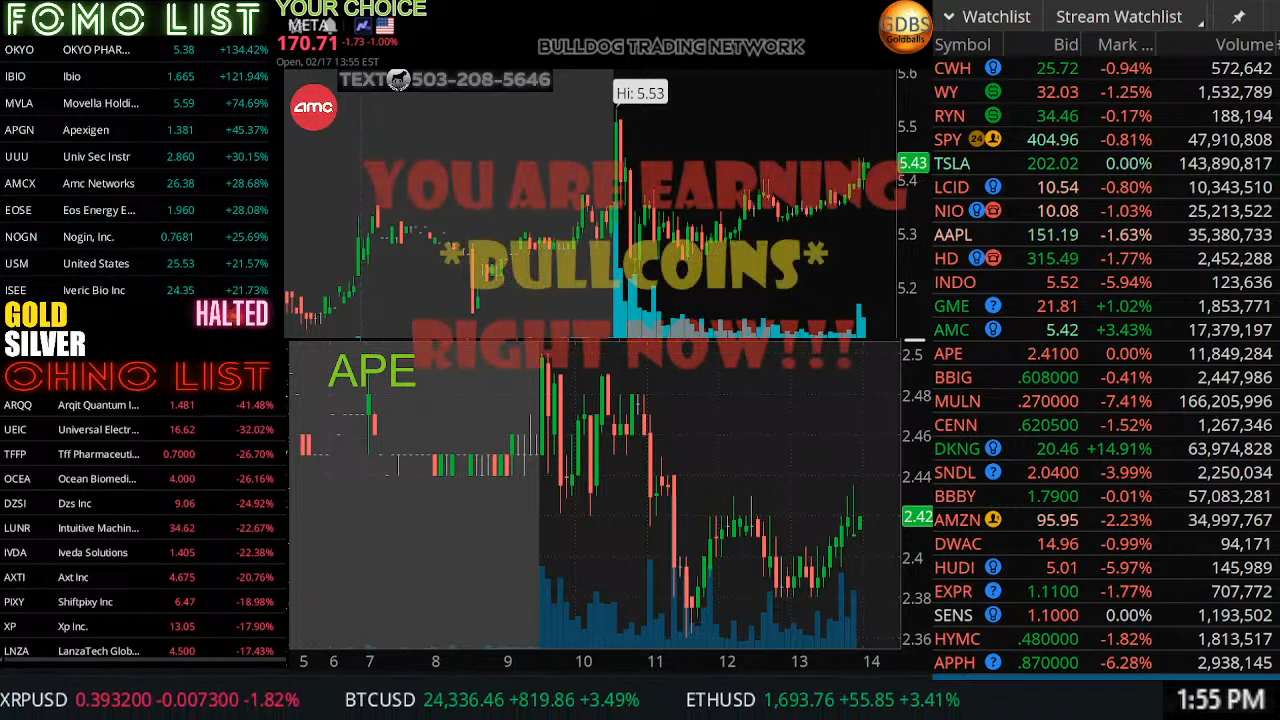 FOMO LIST
OKYO OKYO PHAR... 5.38 +134.42%
IBIO Ibio 1.665 +121.94%
MVLA Movella Holdi... 5.59 +74.69%
APGN Apexigen 1.381 +45.37%
UUU Univ Sec Instr 2.860 +30.15%
AMCX Amc Networks 26.38 +28.68%
EOSE Eos Energy E... 1.960 +28.08%
NOGN Nogin, Inc. 0.7681 +25.69%
USM United States 25.53 +21.57%
ISEE Iveric Bio Inc 24.35 +21.73%
GOLD HALTED
SILVER
OHNO LIST
ARQQ Arqit Quantum I... 1.481 -41.48%
UEIC Universal Electr... 16.62 -32.02%
TFFP Tff Pharmaceuti... 0.7000 -26.70%
OCEA Ocean Biomedi... 4.000 -26.16%
DZSI Dzs Inc 9.06 -24.92%
LUNR Intuitive Machin... 34.62 -22.67%
IVDA Iveda Solutions 1.405 -22.38%
AXTI Axt Inc 4.675 -20.76%
PIXY Shiftpixy Inc 6.47 -18.98%
XP Xp Inc. 13.05 -17.90%
LNZA LanzaTech Glob... 4.500 -17.43%
YOUR CHOICE
META
170.71 -1.73 -1.00%
Open, 02/17 13:55 EST
BULLDOG TRADING NETWORK
GDBS
Goldballs
TEXT 503-208-5646
amc
Hi: 5.53
YOU ARE EARNING
*BULLCOINS*
RIGHT NOW!!!
5.6
5.5
5.43
5.4
5.3
5.2
APE
2.5
2.48
2.46
2.44
2.42
2.4
2.38
2.36
5 6 7 8 9 10 11 12 13 14
Watchlist Stream Watchlist
Symbol Bid Mark ... Volume
CWH 25.72 -0.94% 572,642
WY 32.03 -1.25% 1,532,789
RYN 34.46 -0.17% 188,194
SPY 24 404.96 -0.81% 47,910,808
TSLA 202.02 0.00% 143,890,817
LCID 10.54 -0.80% 10,343,510
NIO 10.08 -1.03% 25,213,522
AAPL 151.19 -1.63% 35,380,733
HD 315.49 -1.77% 2,452,288
INDO 5.52 -5.94% 123,636
GME ? 21.81 +1.02% 1,853,771
AMC 5.42 +3.43% 17,379,197
APE 2.4100 0.00% 11,849,284
BBIG .608000 -0.41% 2,447,986
MULN .270000 -7.41% 166,205,996
CENN .620500 -1.52% 1,267,346
DKNG 20.46 +14.91% 63,974,828
SNDL ? 2.0400 -3.99% 2,250,034
BBBY 1.7900 -0.01% 57,083,281
AMZN 95.95 -2.23% 34,997,767
DWAC 14.96 -0.99% 94,171
HUDI 5.01 -5.97% 145,989
EXPR ? 1.1100 -1.77% 707,772
SENS 1.1000 0.00% 1,193,502
HYMC .480000 -1.82% 1,813,517
APPH ? .870000 -6.28% 2,938,145
XRPUSD 0.393200 -0.007300 -1.82% BTCUSD 24,336.46 +819.86 +3.49% ETHUSD 1,693.76 +55.85 +3.41% 1:55 PM